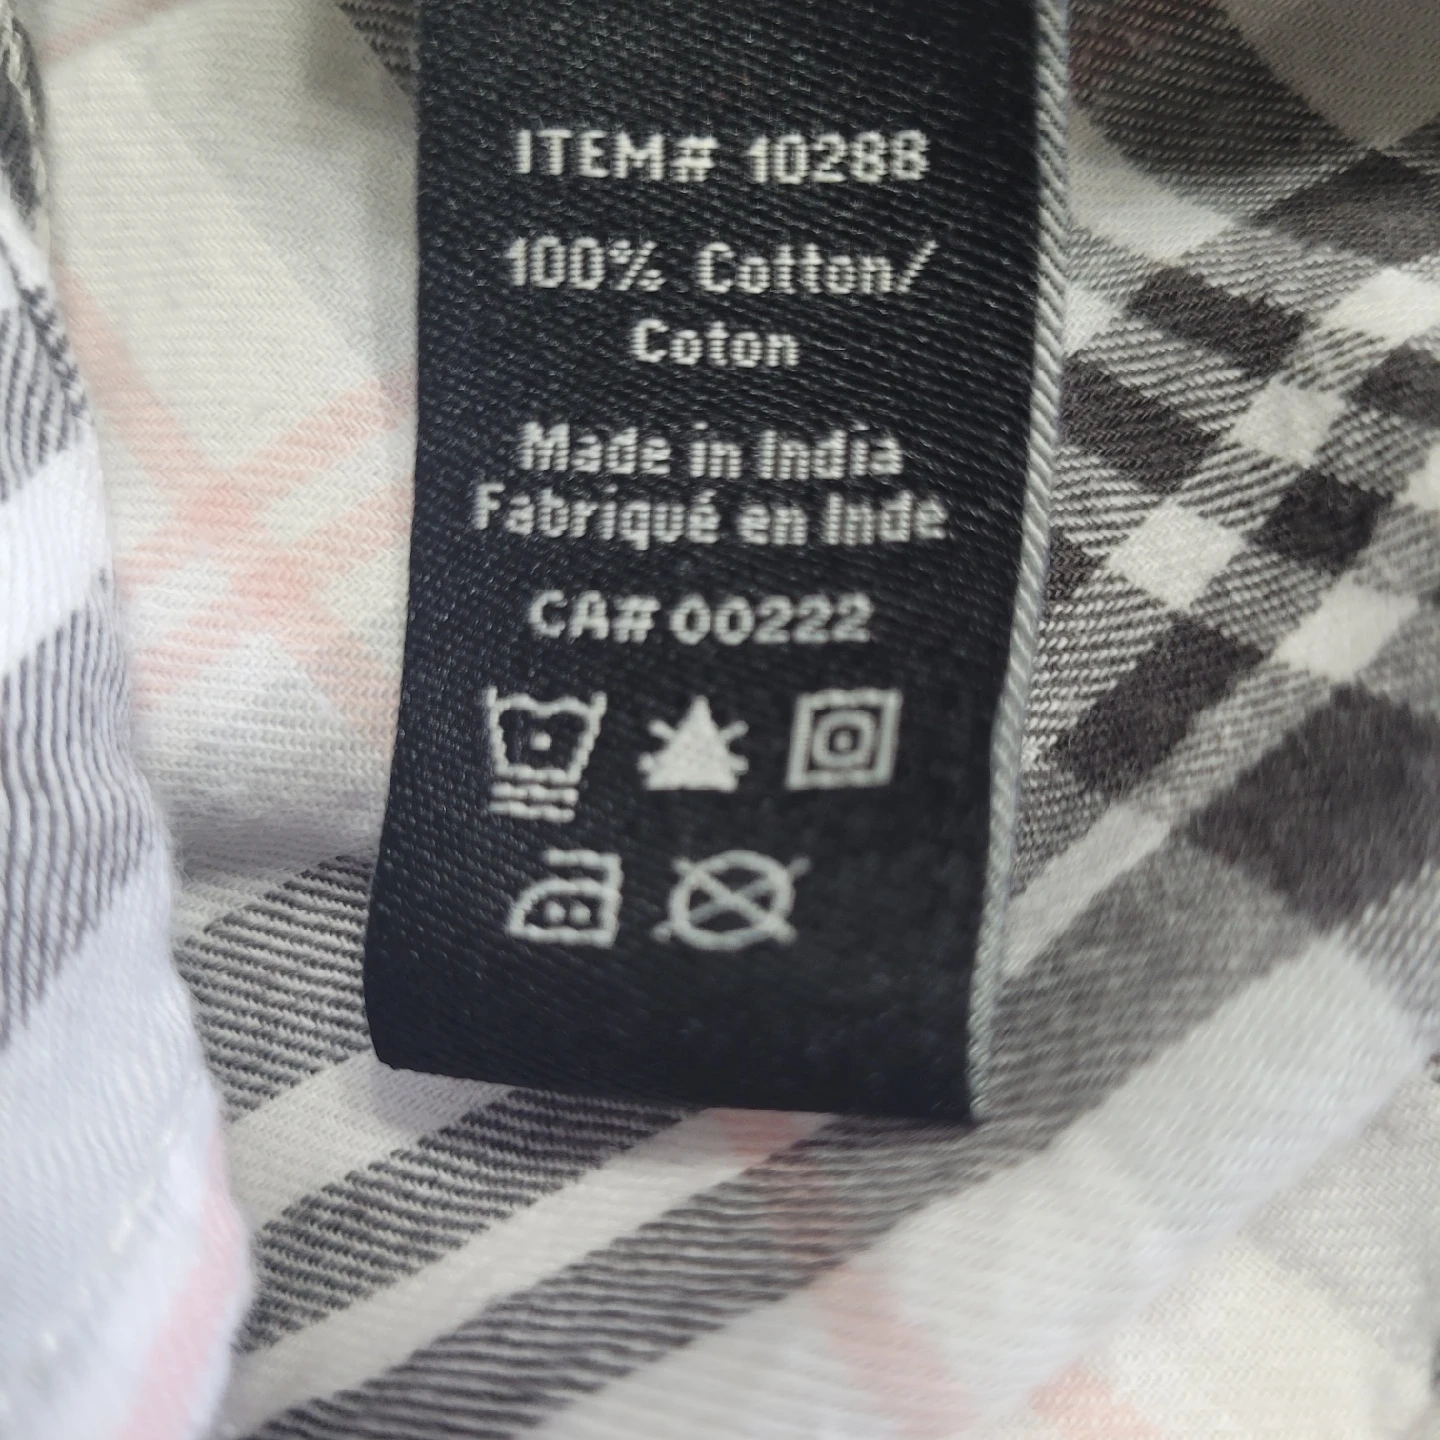 ITEM# 10288
100% Cotton/
Coton
Made in India
Fabriqué en Inde
CA# 00222